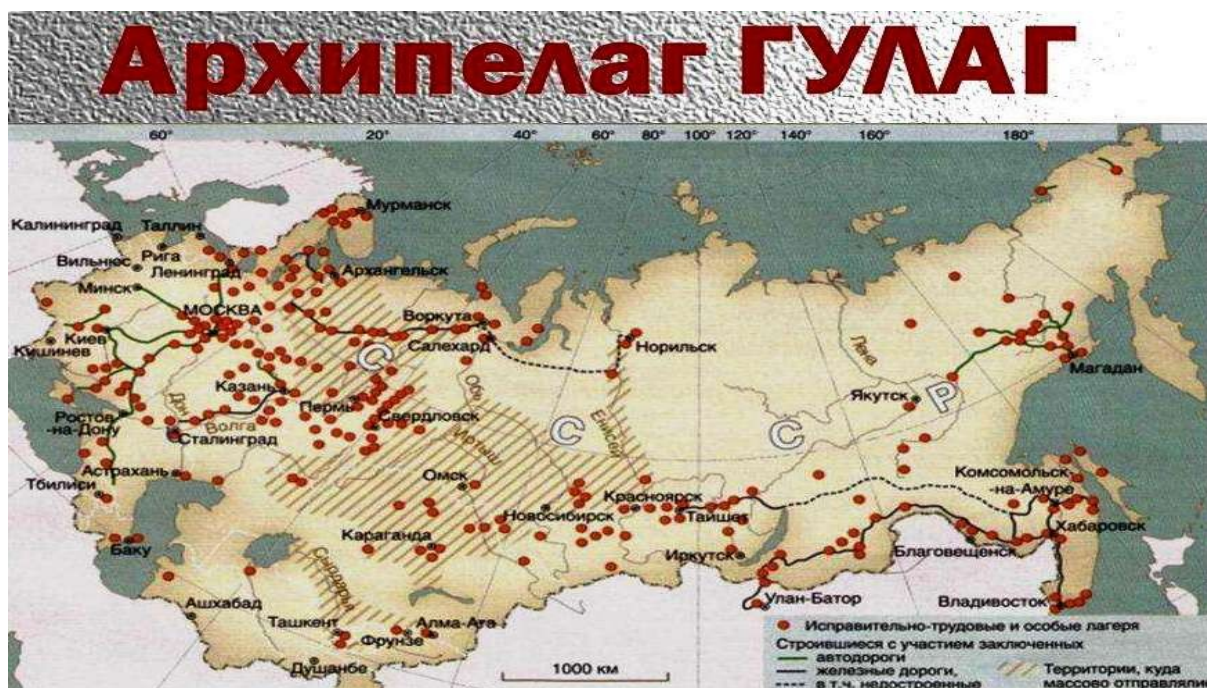 Архипелаг ГУЛАГ
60° 20° 40° 60° 80° 100° 120° 140° 160° 180°
Мурманск
Калининград
Таллин
Вильнюс
Рига
Ленинград
Архангельск
Минск
МОСКВА
Воркута
Киев
Кушинев
Салехард
Норильск
Лена
Магадан
Казань
Обь
Якутск
Пермь
Ростов
-на-Дону
Дон
Волга
Свердловск
Сталинград
Иртыш
Енисей
С С С Р
Астрахань
Омск
Комсомольск
-на-Амуре
Тбилиси
Новосибирск
Красноярск
Тайшет
Хабаровск
Баку
Караганда
Иркутск
Благовещенск
Сырдарья
Ашхабад
Улан-Батор
Владивосток
Ташкент
Алма-Ата
Фрунзе
Душанбе
1000 км
Исправительно-трудовые и особые лагеря
Строившиеся с участием заключенных
автодороги
железные дороги,
в т.ч. недостроенные
Территории, куда
массово отправляли